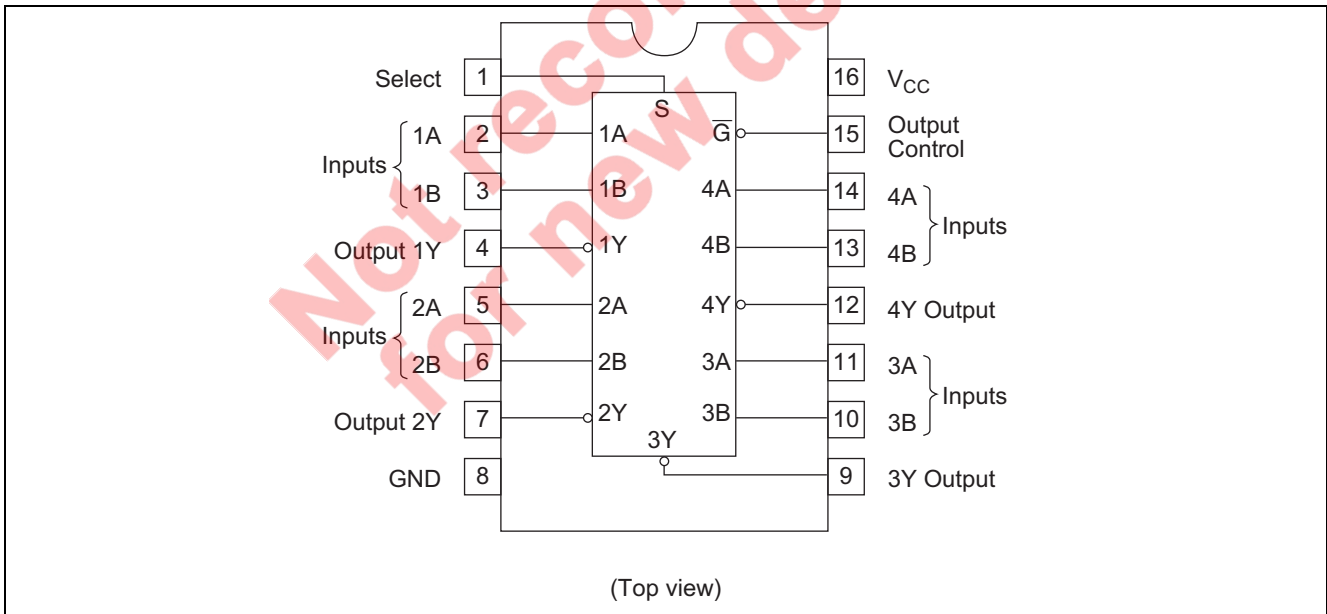 Select 1
Inputs
1A 2
1B 3
Output 1Y 4
Inputs
2A 5
2B 6
Output 2Y 7
GND 8
S
1A
1B
1Y
2A
2B
2Y
3Y
G̅
4A
4B
4Y
3A
3B
16 V_CC
15 Output
Control
14 4A
13 4B
Inputs
12 4Y Output
11 3A
10 3B
Inputs
9 3Y Output
(Top view)
Not
for new